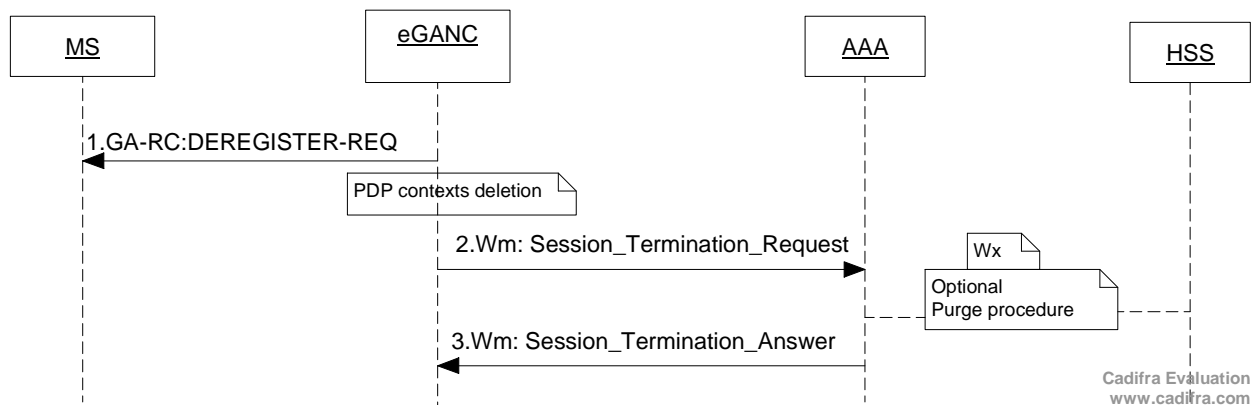 MS
eGANC
AAA
HSS
1.GA-RC:DEREGISTER-REQ
PDP contexts deletion
2.Wm: Session_Termination_Request
Wx
Optional
Purge procedure
3.Wm: Session_Termination_Answer
Cadifra Evaluation
www.cadifra.com